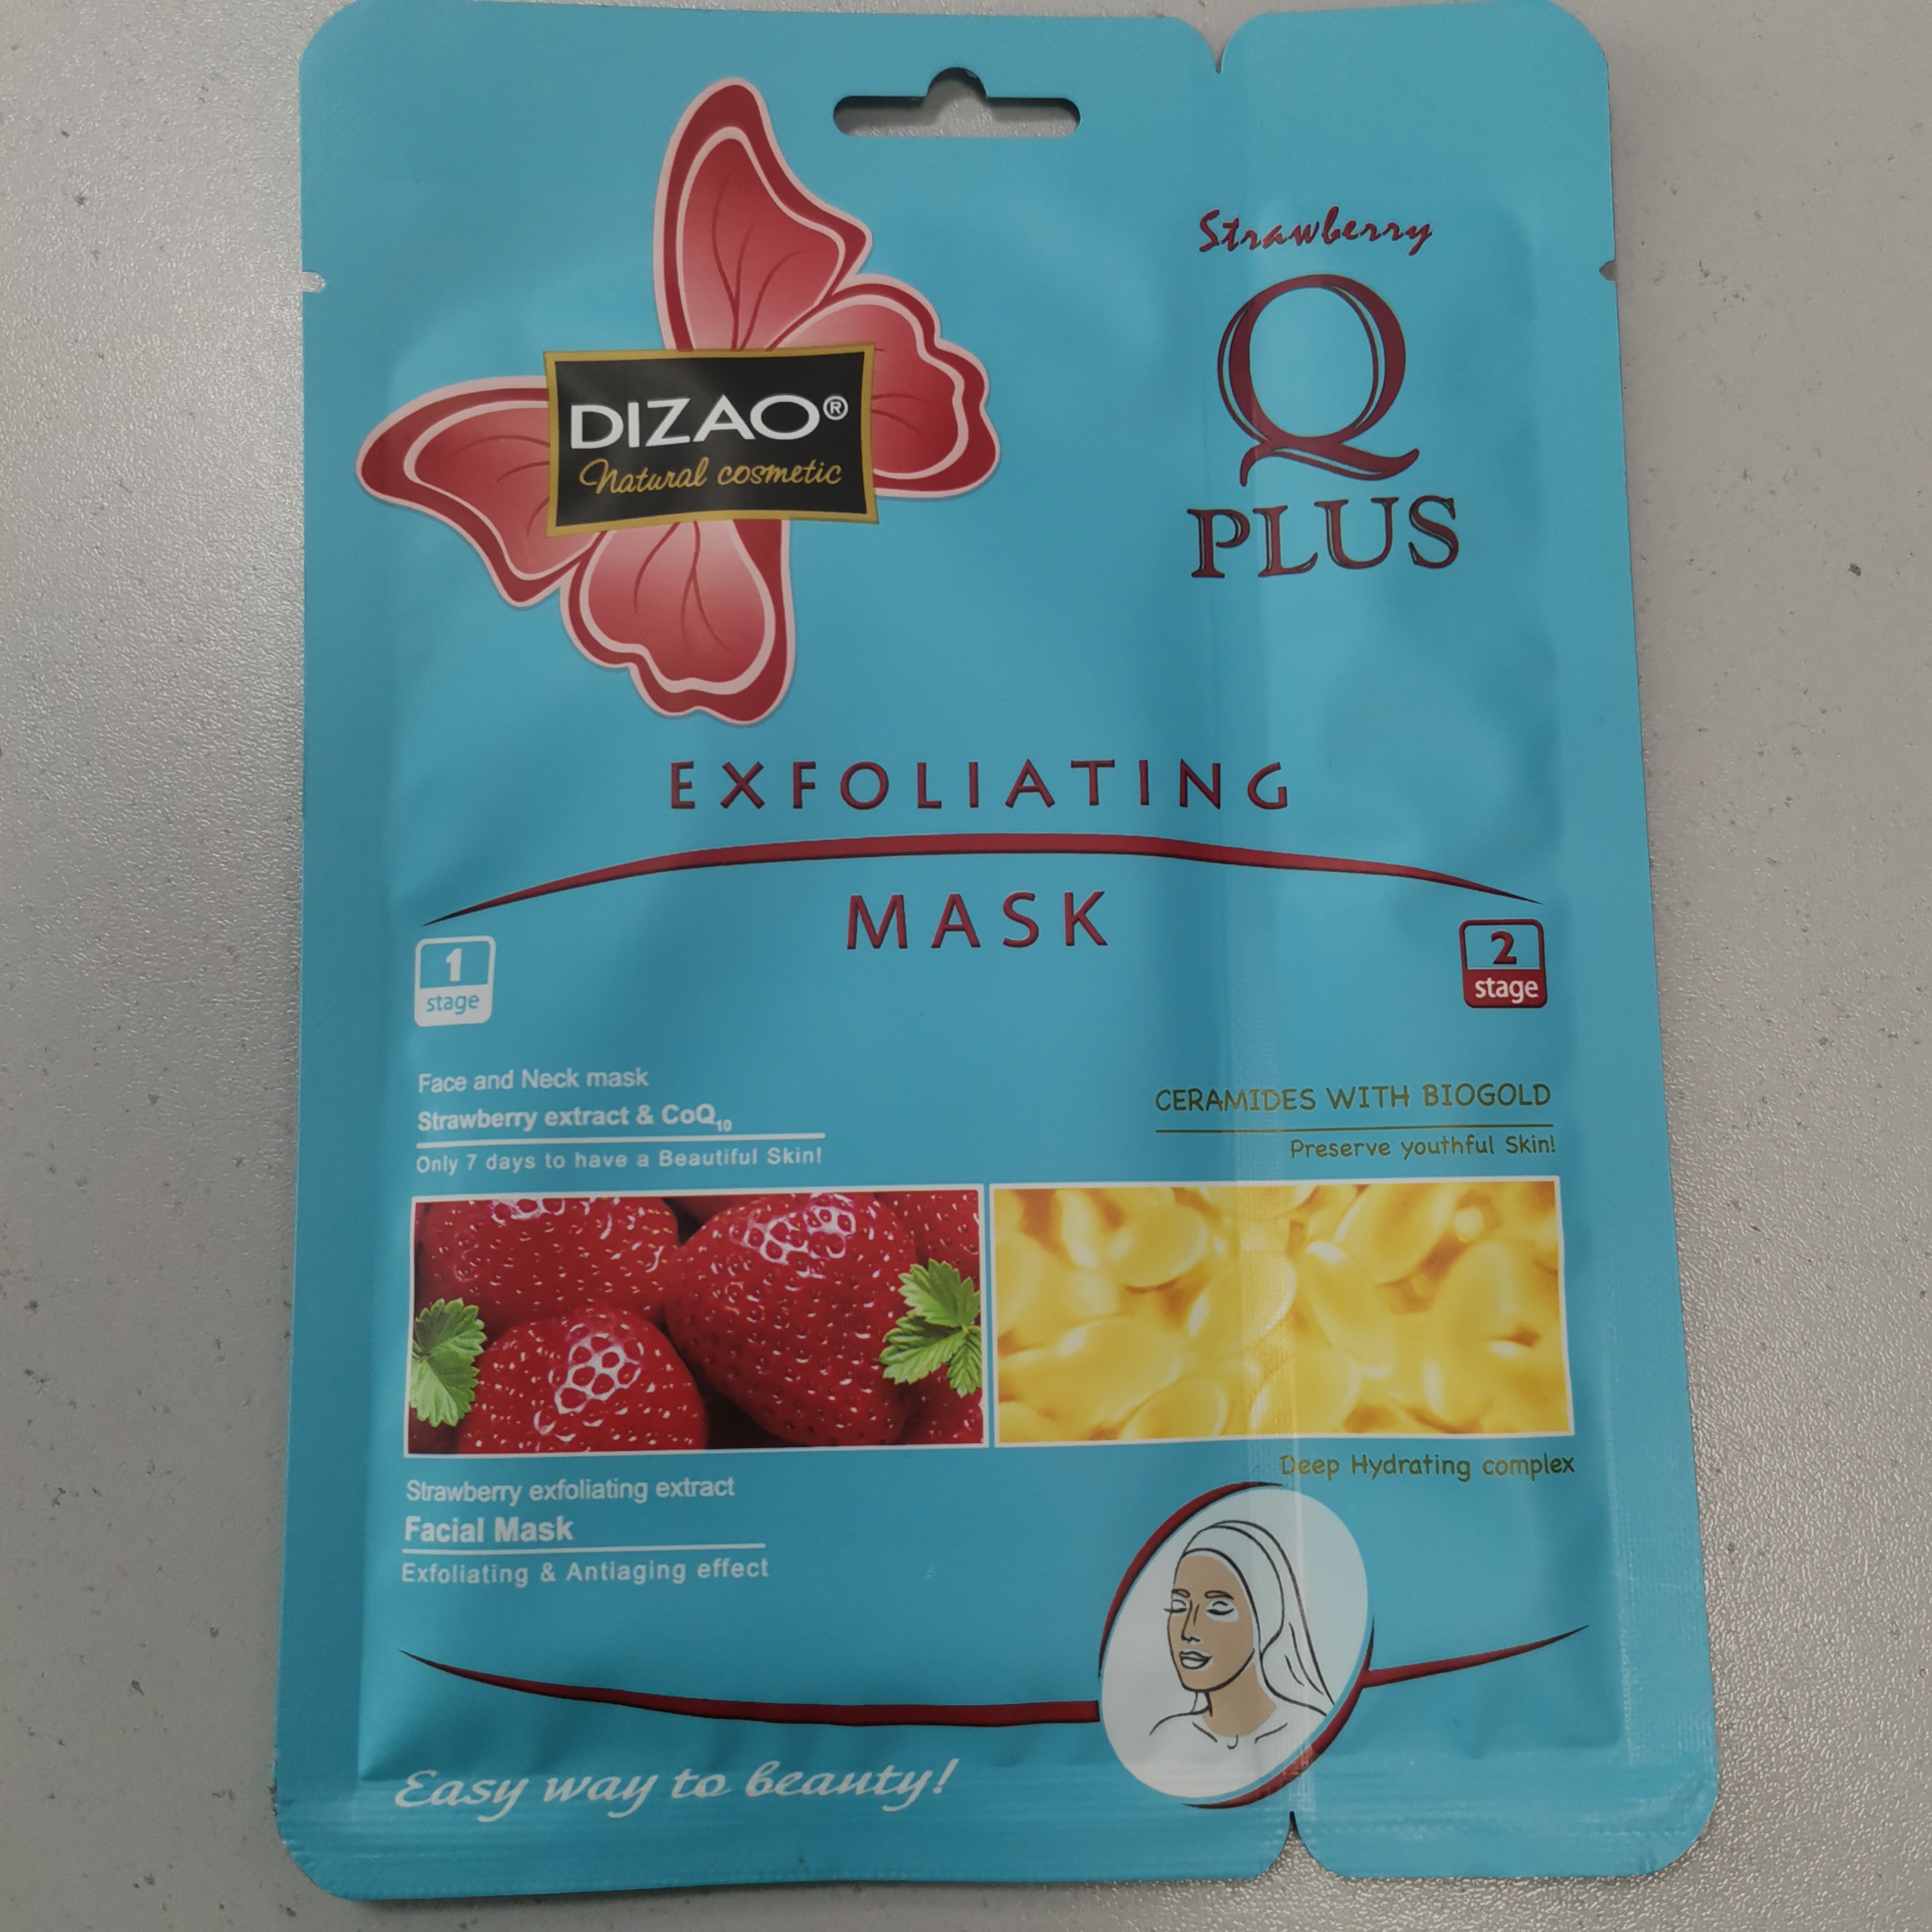 DIZAO®
Natural cosmetic
Strawberry
Q
PLUS
EXFOLIATING
MASK
1
stage
2
stage
Face and Neck mask
Strawberry extract & CoQ10
Only 7 days to have a Beautiful Skin!
CERAMIDES WITH BIOGOLD
Preserve youthful Skin!
Strawberry exfoliating extract
Facial Mask
Exfoliating & Antiaging effect
Deep Hydrating complex
Easy way to beauty!